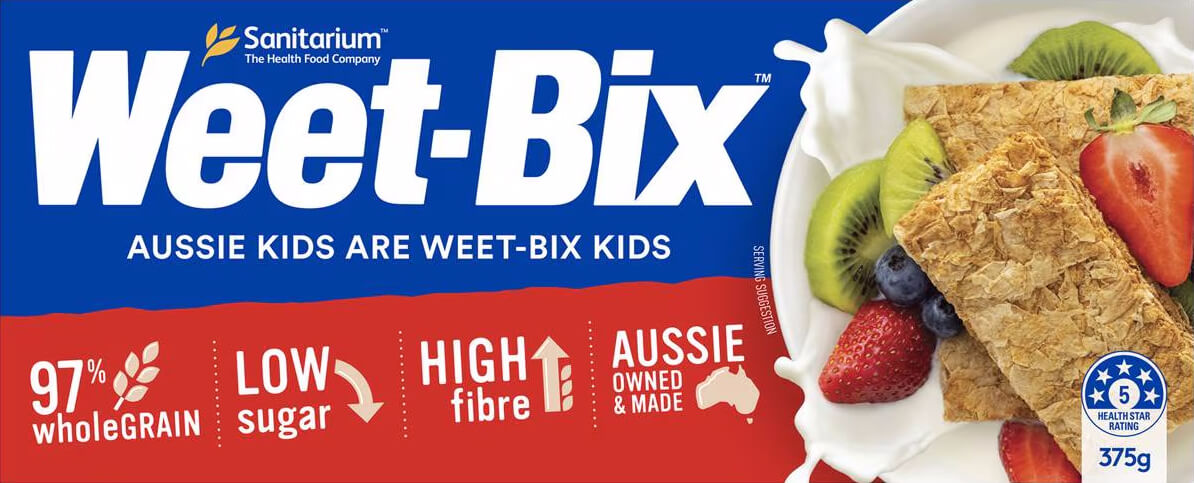 Sanitarium™
The Health Food Company
Weet-Bix™
AUSSIE KIDS ARE WEET-BIX KIDS
97% wholeGRAIN
LOW sugar
HIGH fibre
AUSSIE
OWNED
& MADE
SERVING SUGGESTION
5
HEALTH STAR
RATING
375g